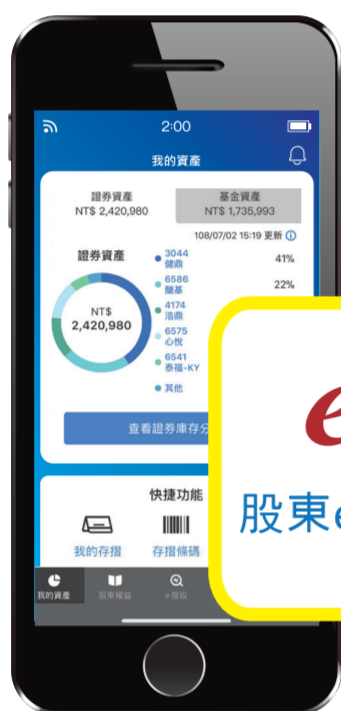 2:00
我的資產
證券資產
NT$ 2,420,980
基金資產
NT$ 1,735,993
108/07/02 15:19 更新
證券資產
NT$
2,420,980
3044
健鼎
41%
6586
醣基
22%
4174
浩鼎
6575
心悅
6541
泰福-KY
其他
查看證券庫存分
快捷功能
我的存摺
存摺條碼
e
股東e
我的資產
股東權益
e搜股